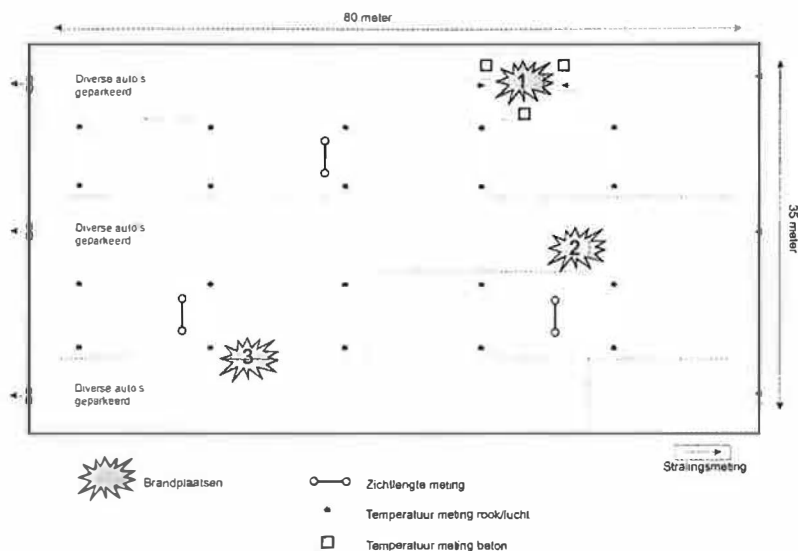 80 meter
Diverse auto's
geparkeerd
1
35 meter
Diverse auto's
geparkeerd
2
3
Diverse auto's
geparkeerd
Stralingsmeting
Brandplaatsen
Zichtlengte meting
Temperatuur meting rook/lucht
Temperatuur meting beton